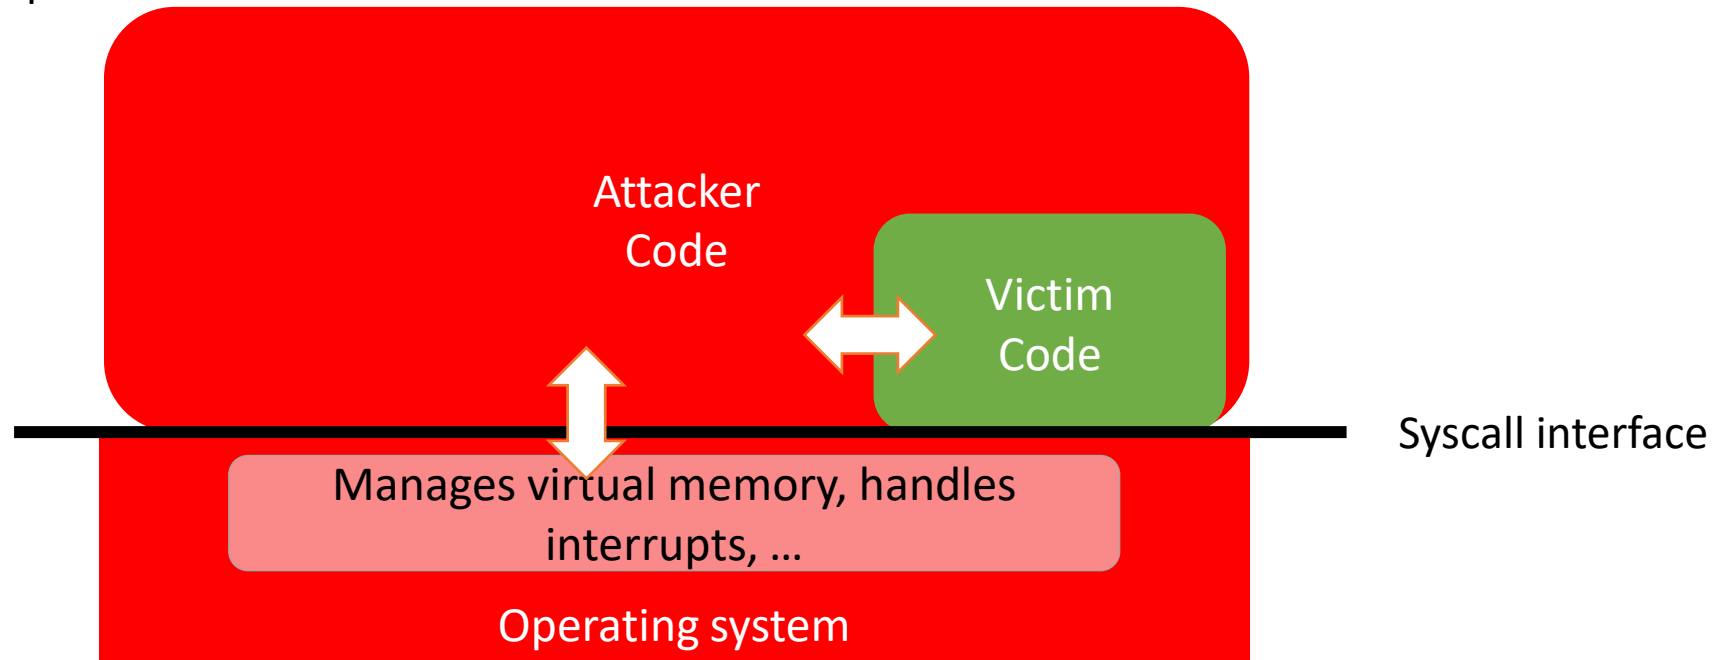 Attacker
Code
Victim
Code
Syscall interface
Manages virtual memory, handles
interrupts, ...
Operating system